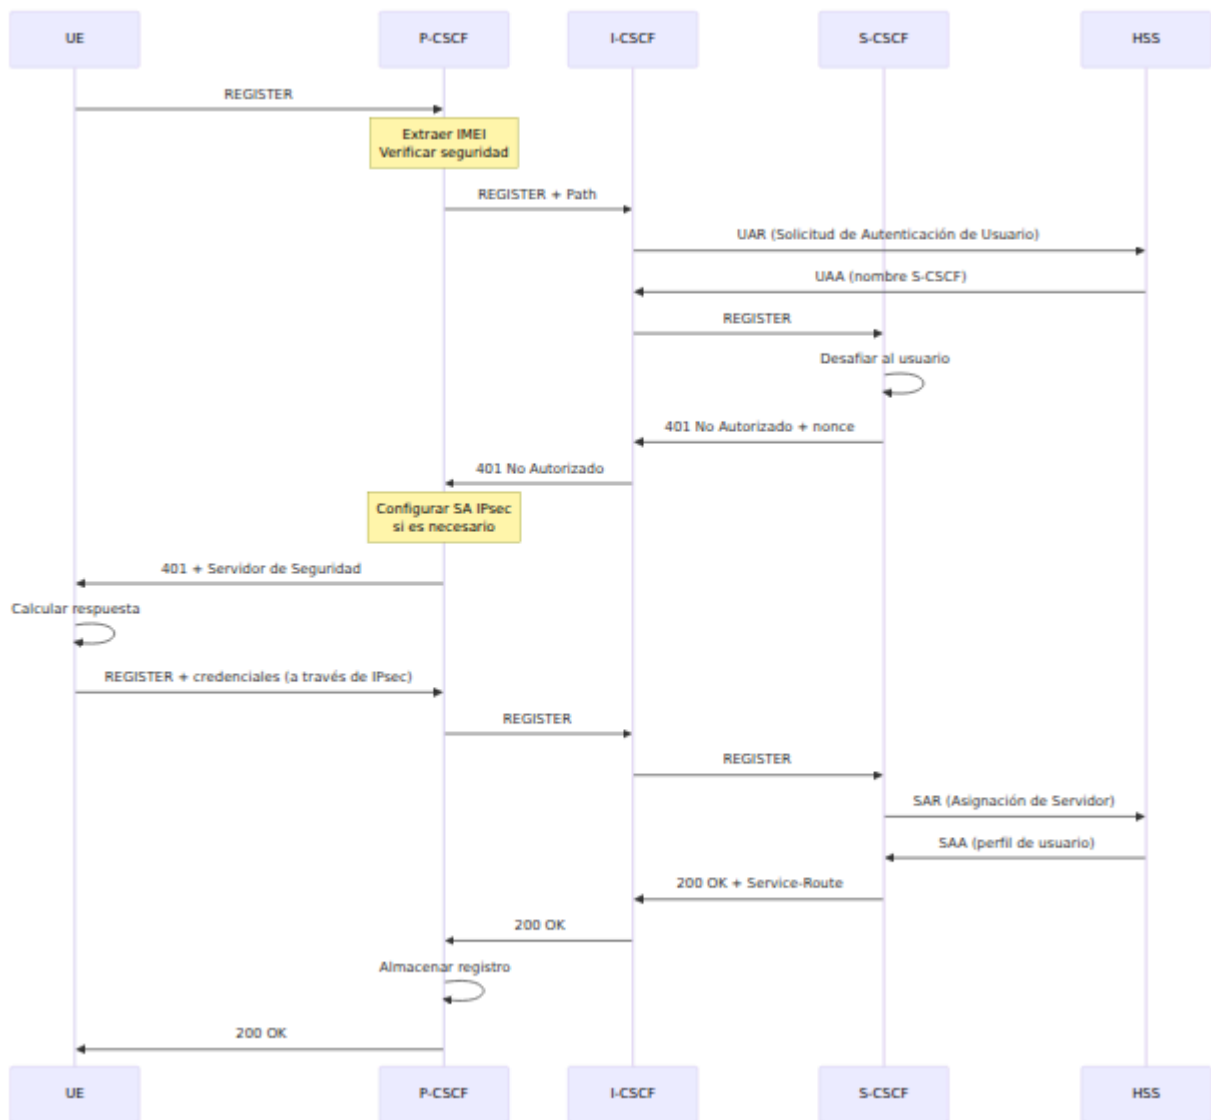 UE
P-CSCF
I-CSCF
S-CSCF
HSS
REGISTER
Extraer IMEI
Verificar seguridad
REGISTER + Path
UAR (Solicitud de Autenticación de Usuario)
UAA (nombre S-CSCF)
REGISTER
Desafiar al usuario
401 No Autorizado + nonce
401 No Autorizado
Configurar SA IPsec
si es necesario
401 + Servidor de Seguridad
Calcular respuesta
REGISTER + credenciales (a través de IPsec)
REGISTER
REGISTER
SAR (Asignación de Servidor)
SAA (perfil de usuario)
200 OK + Service-Route
200 OK
Almacenar registro
200 OK
UE
P-CSCF
I-CSCF
S-CSCF
HSS